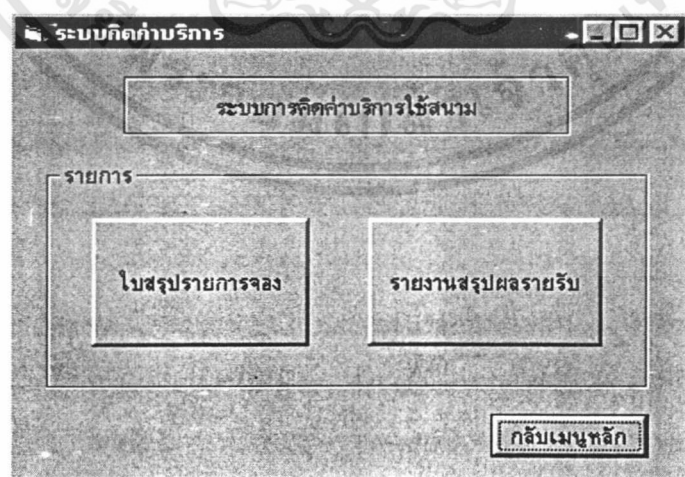 ระบบคิดค่าบริการ
ระบบการคิดค่าบริการใช้สนาม
รายการ
ใบสรุปรายการจอง
รายงานสรุปผลรายรับ
กลับเมนูหลัก